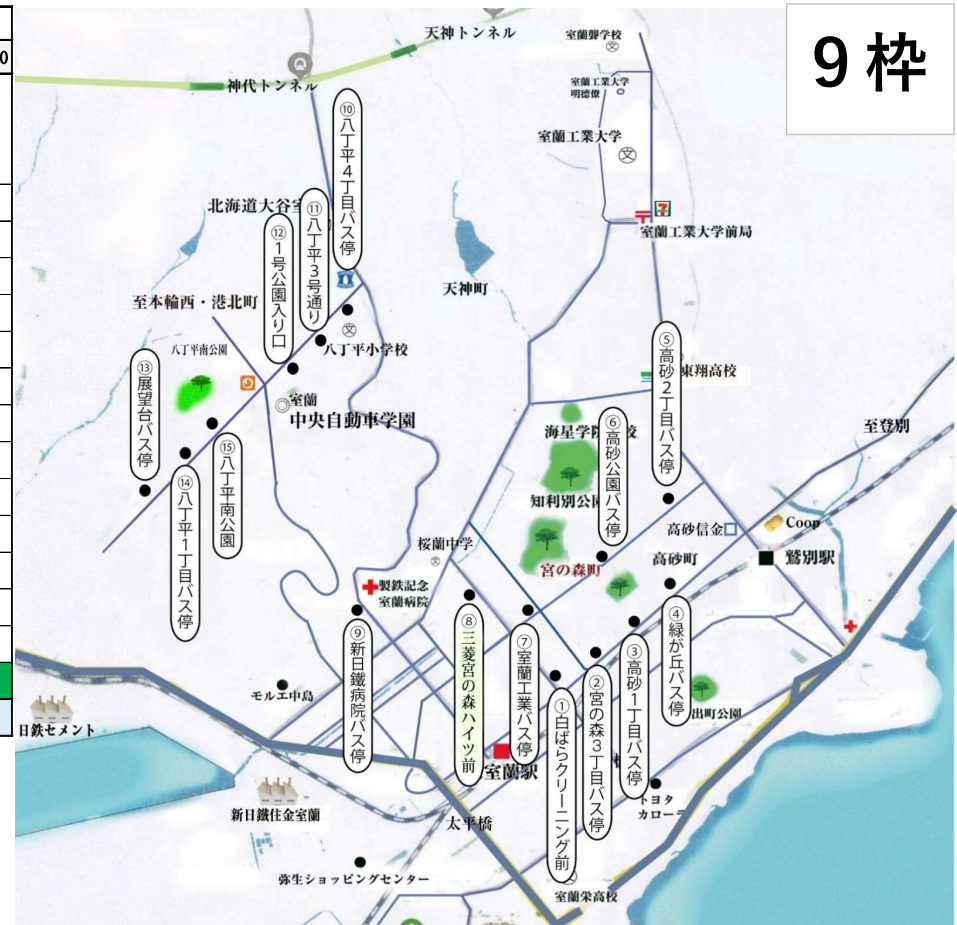 9枠
0
天神トンネル
神代トンネル
室蘭聾学校
文
室蘭工業大学
明徳寮
室蘭工業大学
文
7
室蘭工業大学前局
⑩八丁平4丁目バス停
北海道大谷室
⑪八丁平3号通り
⑫1号公園入り口
至本輪西・港北町
天神町
文
八丁平小学校
八丁平南公園
⑬展望台バス停
室蘭
中央自動車学園
⑮八丁平南公園
⑭八丁平1丁目バス停
⑤高砂2丁目バス停
東翔高校
海星学院
校
至登別
⑥高砂公園バス停
知利別公園
高砂信金
Coop
鷲別駅
桜蘭中学
文
宮の森町
高砂町
製鉄記念
室蘭病院
⑨新日鐵病院バス停
⑧三菱宮の森ハイツ前
⑦室蘭工業バス停
①白ばらクリーニング前
②宮の森3丁目バス停
③高砂1丁目バス停
④緑が丘バス停
出町公園
モルエ中島
日鉄セメント
室蘭駅
トヨタ
カローラ
新日鐵住金室蘭
太平橋
弥生ショッピングセンター
室蘭栄高校